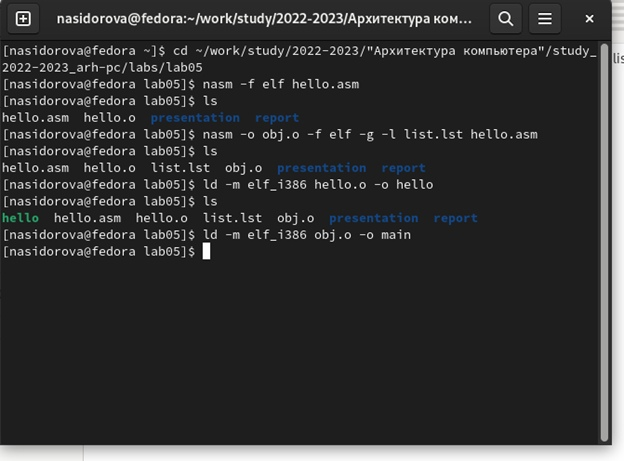 nasidorova@fedora:~/work/study/2022-2023/Архитектура ком...
[nasidorova@fedora ~]$ cd ~/work/study/2022-2023/"Архитектура компьютера"/study_
2022-2023_arh-pc/labs/lab05
[nasidorova@fedora lab05]$ nasm -f elf hello.asm
[nasidorova@fedora lab05]$ ls
hello.asm hello.o presentation report
[nasidorova@fedora lab05]$ nasm -o obj.o -f elf -g -l list.lst hello.asm
[nasidorova@fedora lab05]$ ls
hello.asm hello.o list.lst obj.o presentation report
[nasidorova@fedora lab05]$ ld -m elf_i386 hello.o -o hello
[nasidorova@fedora lab05]$ ls
hello hello.asm hello.o list.lst obj.o presentation report
[nasidorova@fedora lab05]$ ld -m elf_i386 obj.o -o main
[nasidorova@fedora lab05]$